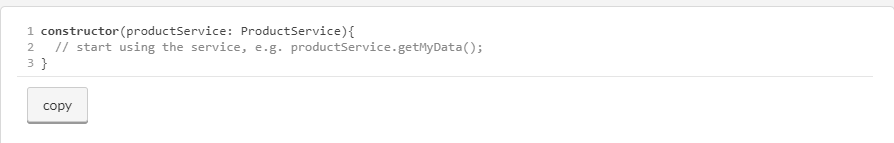 1 constructor(productService: ProductService){
2   // start using the service, e.g. productService.getMyData();
3 }
copy